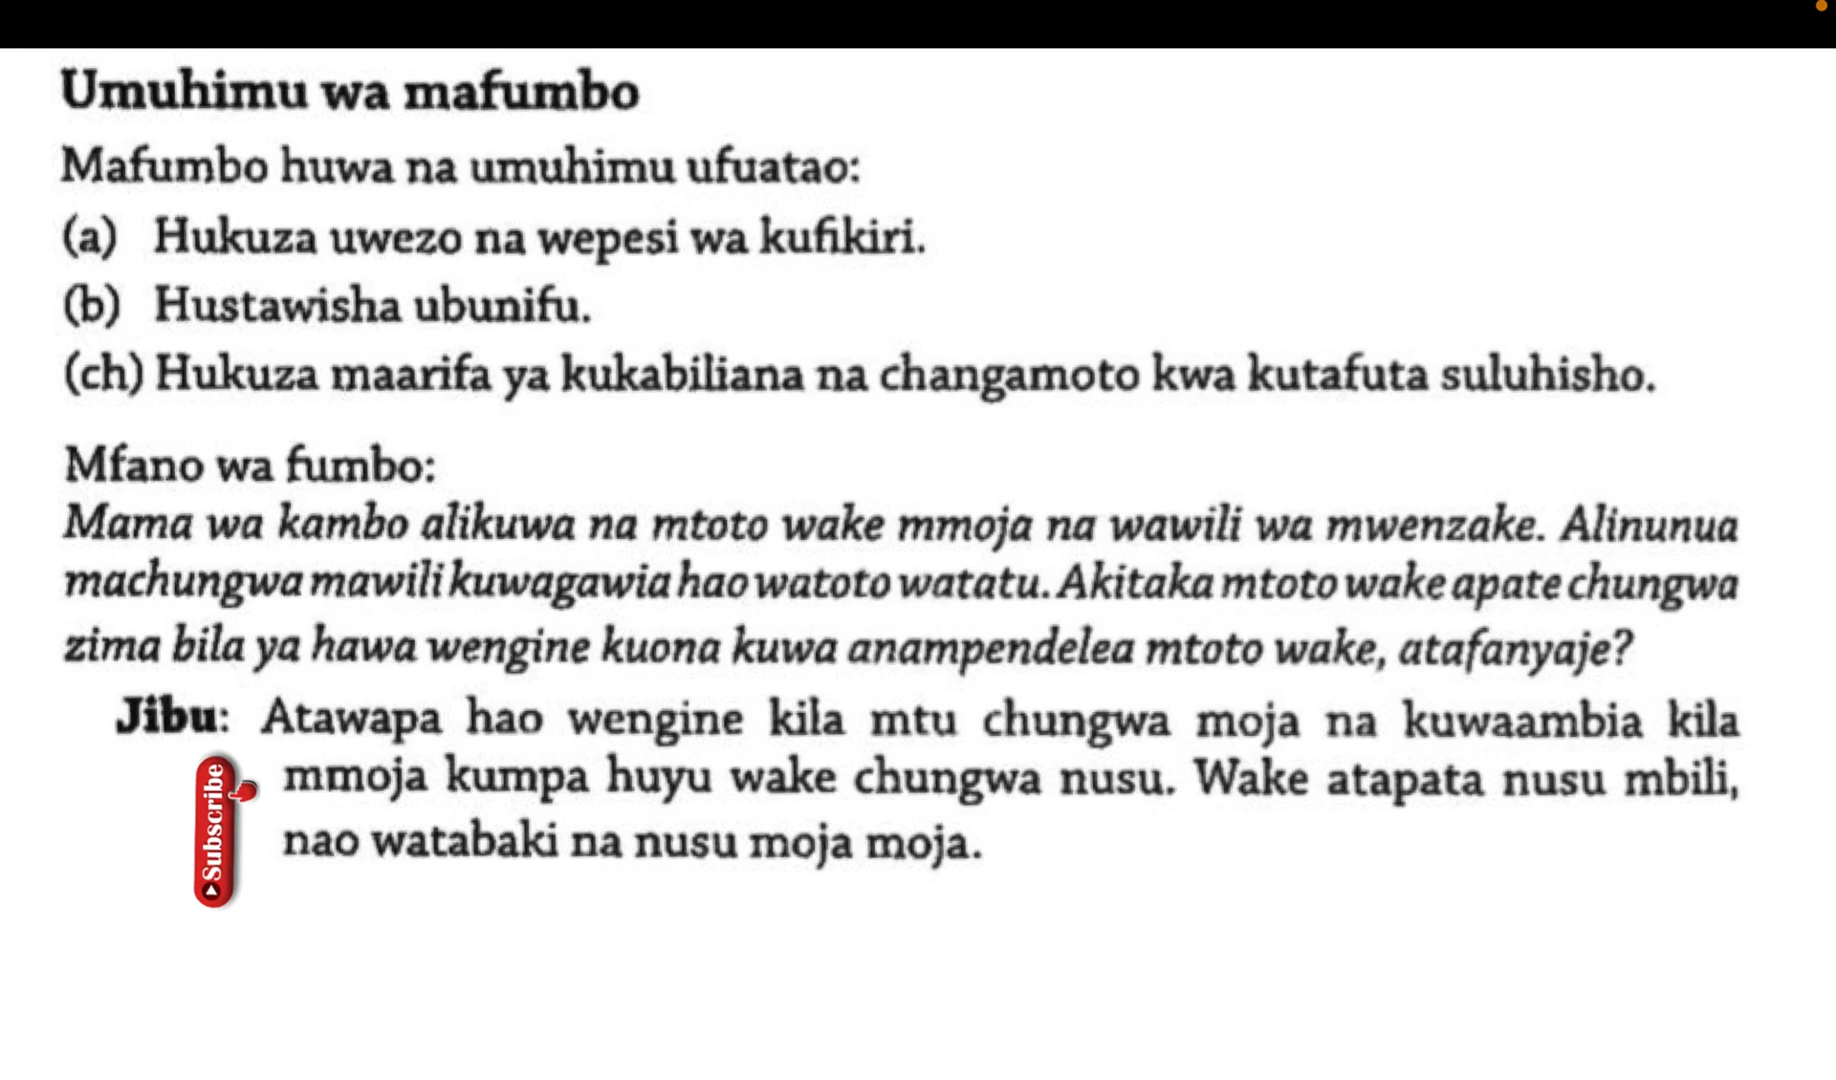 Umuhimu wa mafumbo
Mafumbo huwa na umuhimu ufuatao:
(a) Hukuza uwezo na wepesi wa kufikiri.
(b) Hustawisha ubunifu.
(ch) Hukuza maarifa ya kukabiliana na changamoto kwa kutafuta suluhisho.
Mfano wa fumbo:
Mama wa kambo alikuwa na mtoto wake mmoja na wawili wa mwenzake. Alinunua
machungwa mawili kuwagawia hao watoto watatu. Akitaka mtoto wake apate chungwa
zima bila ya hawa wengine kuona kuwa anampendelea mtoto wake, atafanyaje?
Jibu: Atawapa hao wengine kila mtu chungwa moja na kuwaambia kila
mmoja kumpa huyu wake chungwa nusu. Wake atapata nusu mbili,
nao watabaki na nusu moja moja.
Subscribe